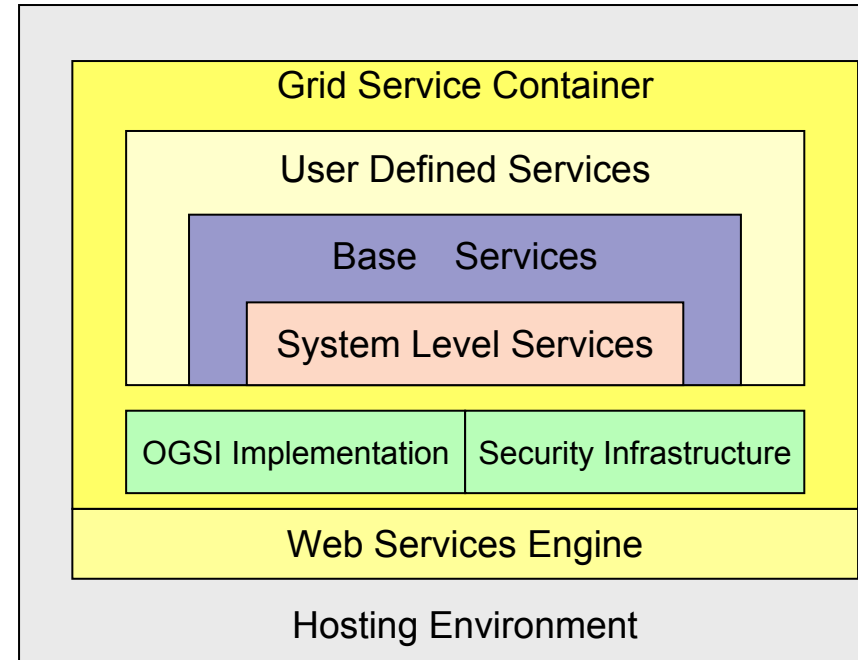 Grid Service Container
User Defined Services
Base Services
System Level Services
OGSI Implementation
Security Infrastructure
Web Services Engine
Hosting Environment